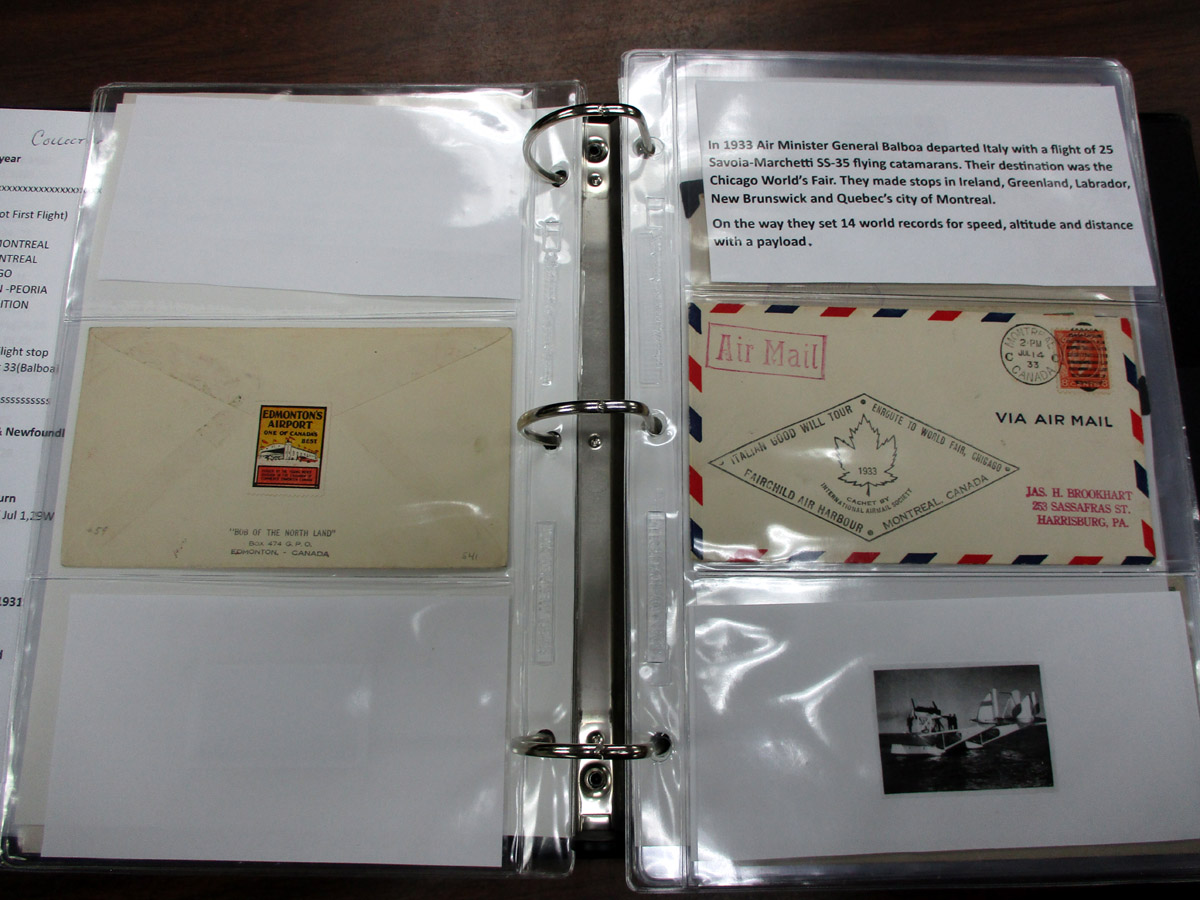 Collect
year
xxxxxxxxxxxxxxxxxxx
ot First Flight)
MONTREAL
NTREAL
GO
N -PEORIA
ITION
light stop
33(Balboa
sssssssssss
& Newfoundl
urn
Jul 1,29W
1931
EDMONTON'S
AIRPORT
ONE OF CANADA'S
BEST
"BOB OF THE NORTH LAND"
BOX 474 G.P.O.
EDMONTON, - CANADA
641
In 1933 Air Minister General Balboa departed Italy with a flight of 25
Savoia-Marchetti SS-35 flying catamarans. Their destination was the
Chicago World's Fair. They made stops in Ireland, Greenland, Labrador,
New Brunswick and Quebec's city of Montreal.
On the way they set 14 world records for speed, altitude and distance
with a payload.
Air Mail
MONTREAL
2-PM
JUL 14
33
CANADA
VIA AIR MAIL
ITALIAN GOOD WILL TOUR • ENROUTE TO WORLD FAIR, CHICAGO
1933
CACHET BY
INTERNATIONAL AIRMAIL SOCIETY
FAIRCHILD AIR HARBOUR • MONTREAL, CANADA
JAS. H. BROOKHART
253 SASSAFRAS ST.
HARRISBURG, PA.